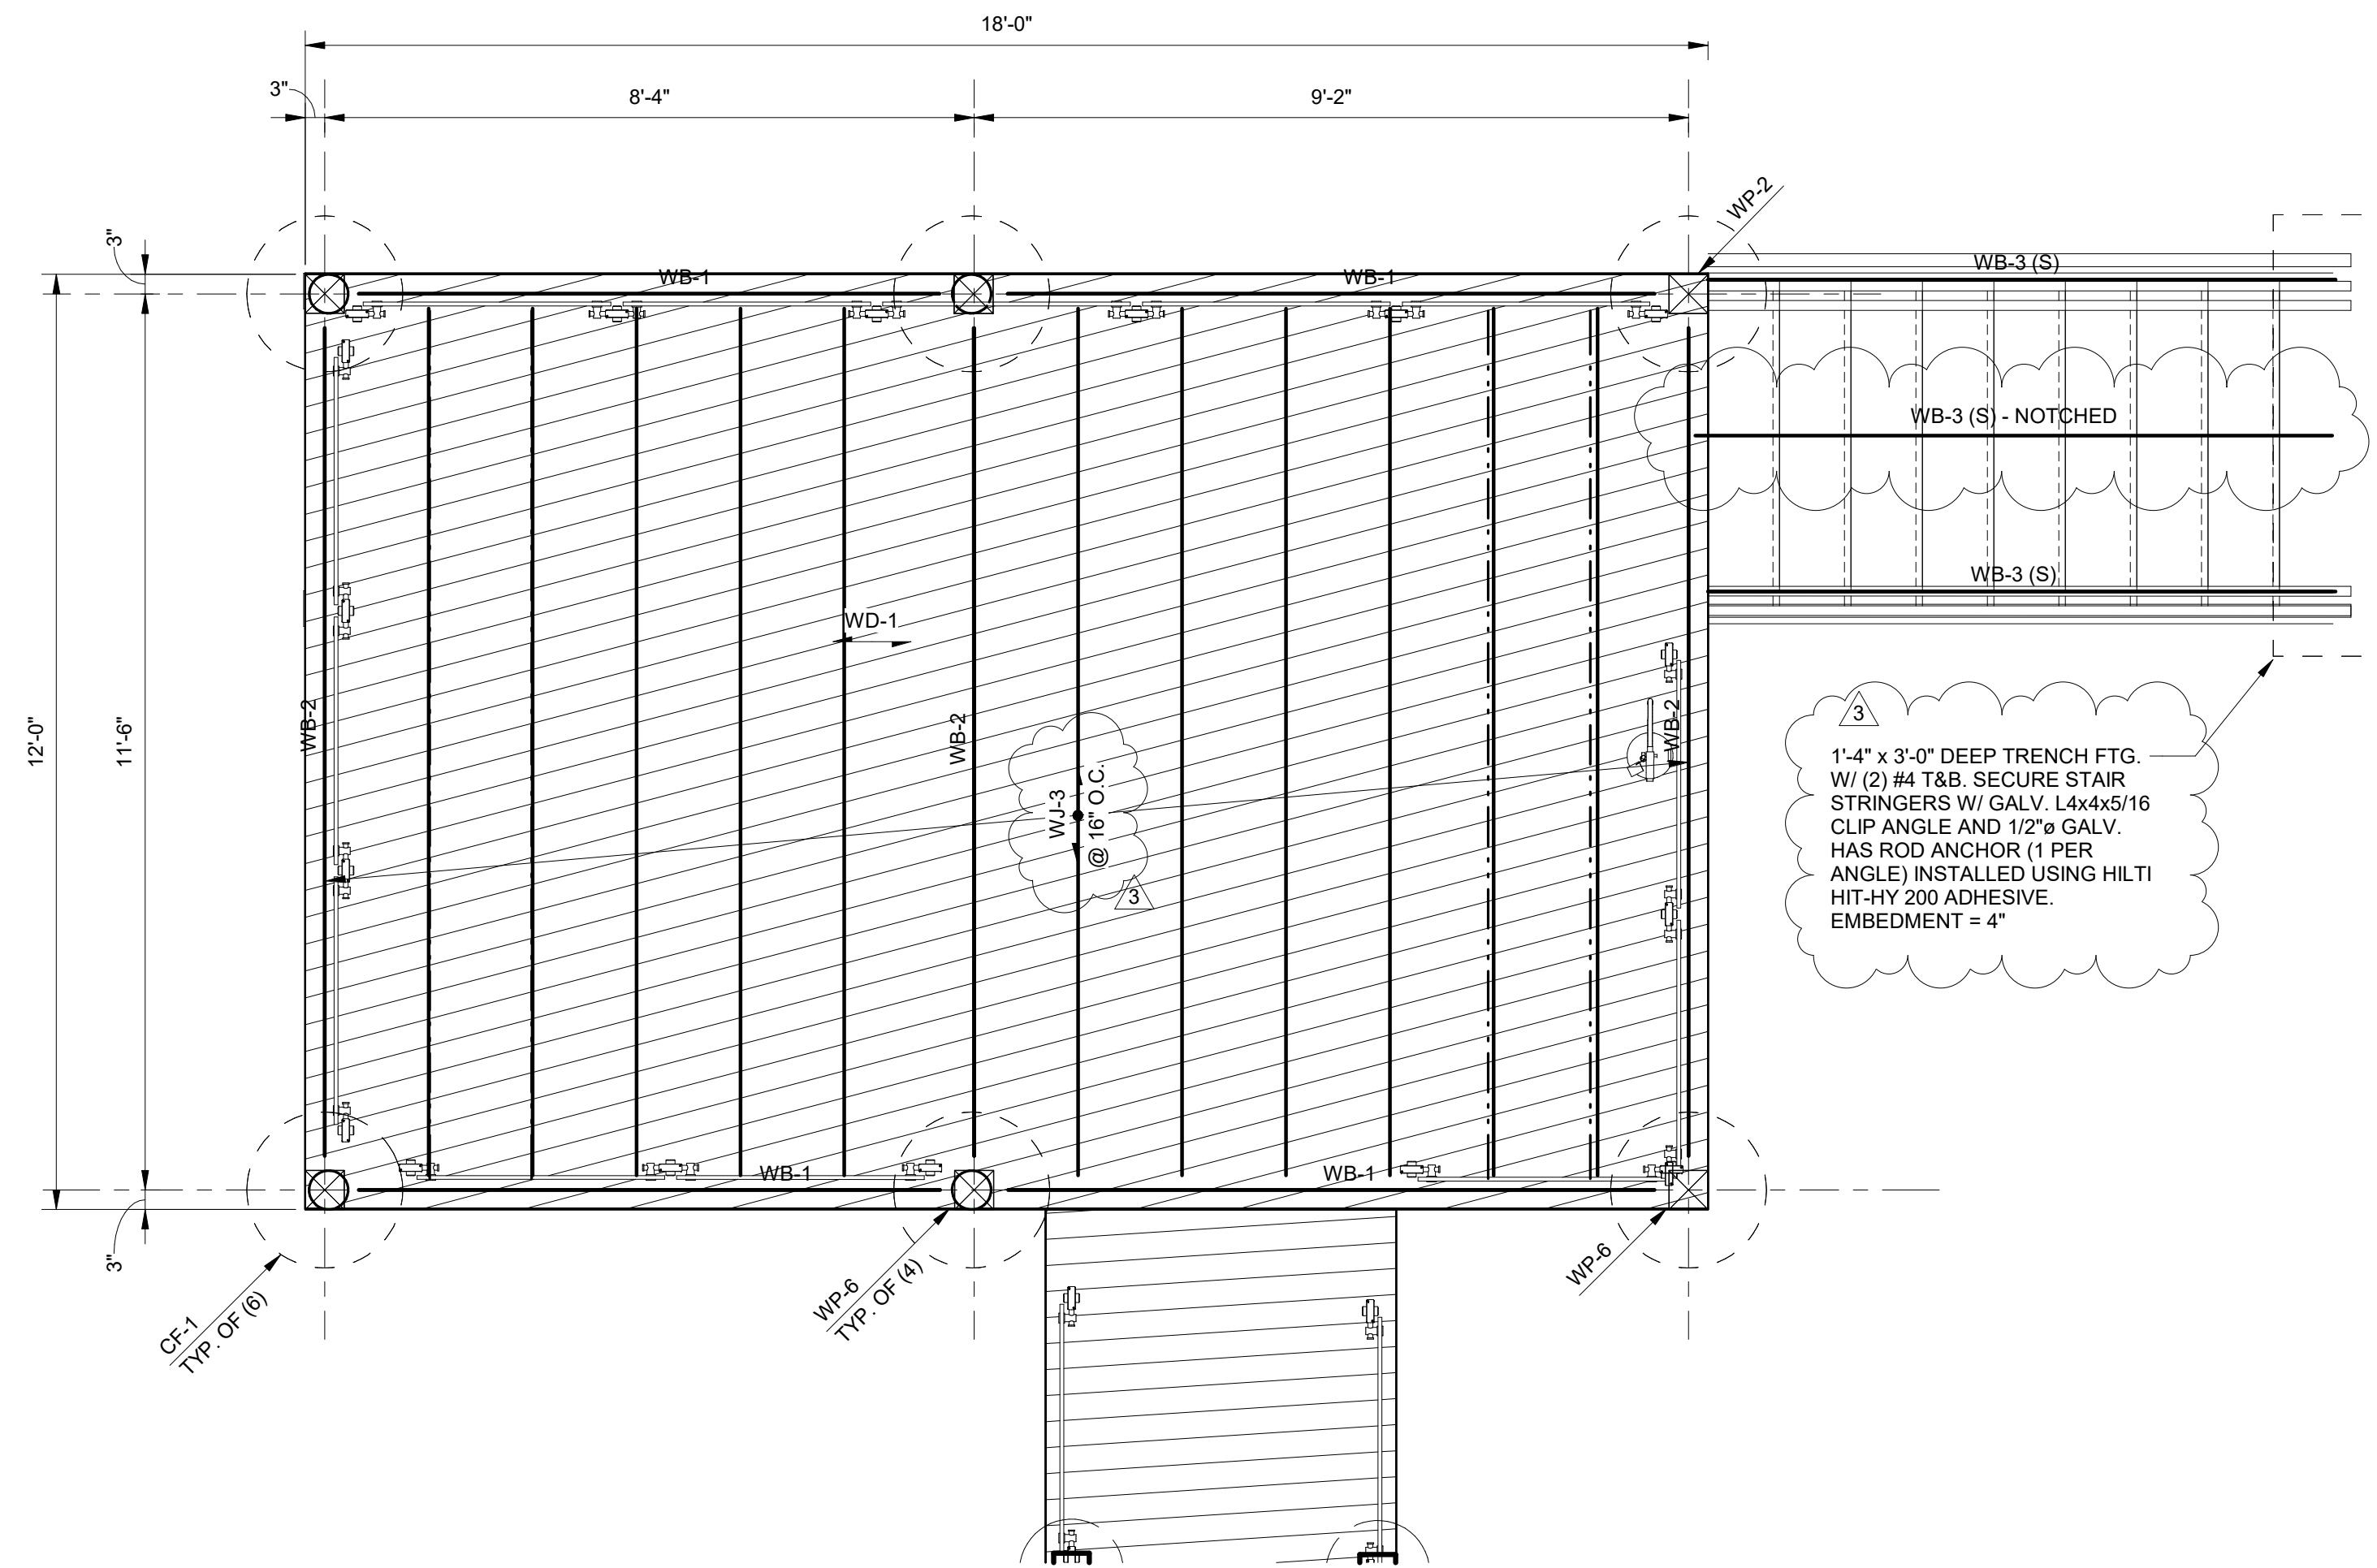 18'-0"
3"
8'-4"
9'-2"
WP-2
3"
WB-1
WB-1
WB-3 (S)
WB-3 (S) - NOTCHED
WB-3 (S)
WD-1
12'-0"
11'-6"
WB-2
WB-2
WB-2
WJ-3
@ 16" O.C.
3
3
1'-4" x 3'-0" DEEP TRENCH FTG.
W/ (2) #4 T&B. SECURE STAIR
STRINGERS W/ GALV. L4x4x5/16
CLIP ANGLE AND 1/2"ø GALV.
HAS ROD ANCHOR (1 PER
ANGLE) INSTALLED USING HILTI
HIT-HY 200 ADHESIVE.
EMBEDMENT = 4"
WB-1
WB-1
3"
CF-1
TYP. OF (6)
WP-6
TYP. OF (4)
WP-6